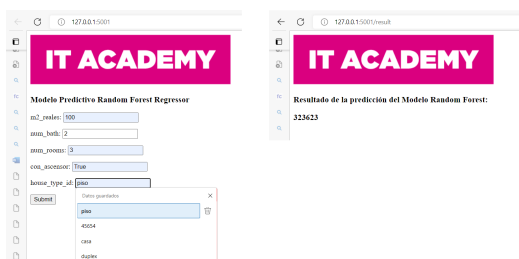 127.0.0.1:5001
IT ACADEMY
Modelo Predictivo Random Forest Regressor
m2_reales: 100
num_bath: 2
num_rooms: 3
con_ascensor: True
house_type_id: piso
Submit
Datos guardados
piso
45654
casa
duplex
127.0.0.1:5001/result
IT ACADEMY
Resultado de la predicción del Modelo Random Forest:
323623